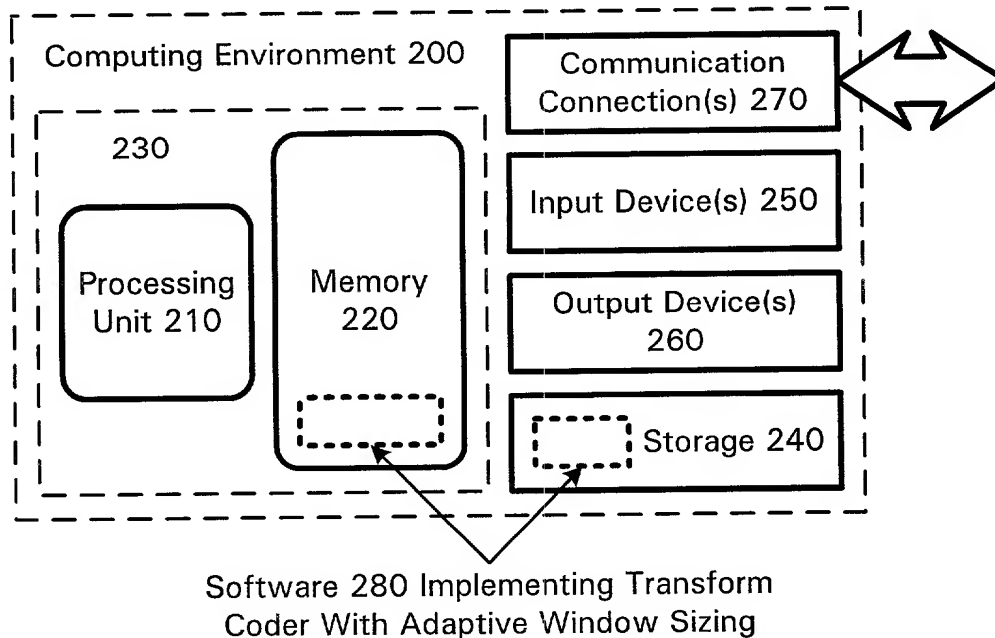 Computing Environment 200
Communication
Connection(s) 270
230
Input Device(s) 250
Processing
Unit 210
Memory
220
Output Device(s)
260
Storage 240
Software 280 Implementing Transform
Coder With Adaptive Window Sizing